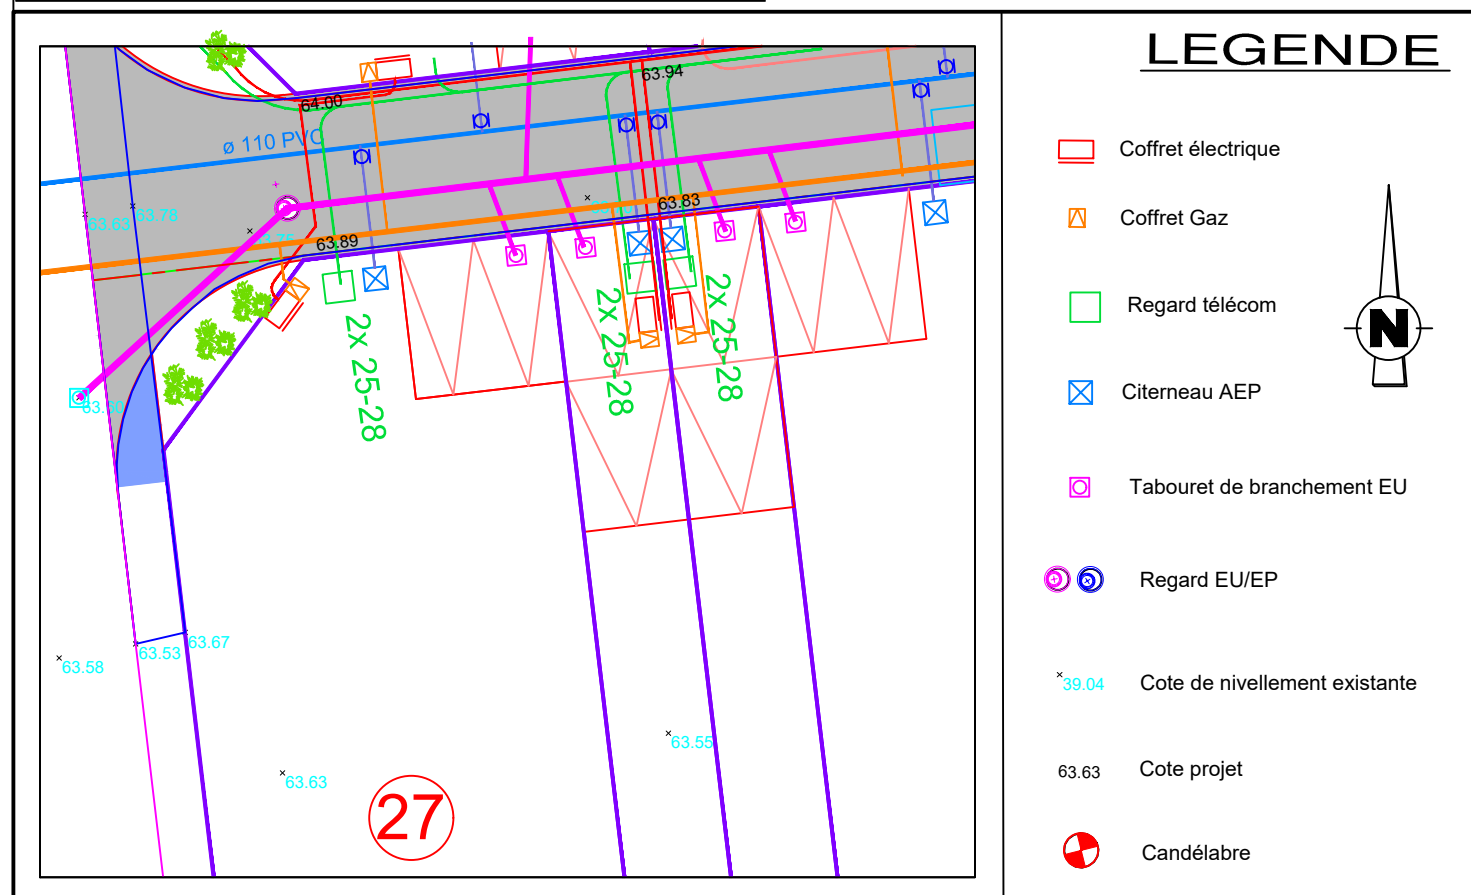 LEGENDE
Coffret électrique
Coffret Gaz
Regard télécom
Citerneau AEP
Tabouret de branchement EU
Regard EU/EP
39.04 Cote de nivellement existante
63.63 Cote projet
Candélabre
N
63.94
64.00
ø 110 PVC
63.63
63.78
63.83
63.89
2x 25-28
2x 25-28
2x 25-28
63.67
63.53
63.58
63.55
63.63
27